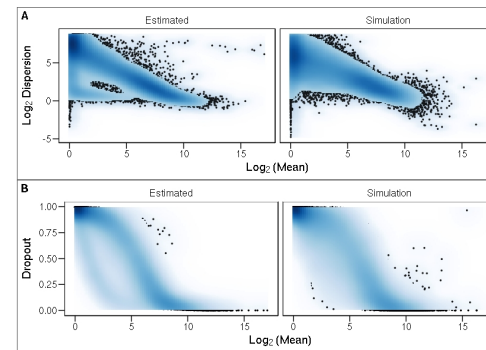 A
Estimated Simulation
Log2 Dispersion
5
0
-5
0 5 10 15 0 5 10 15
Log2 (Mean)
B
Estimated Simulation
Dropout
1.00
0.75
0.50
0.25
0.00
0 5 10 15 0 5 10 15
Log2 (Mean)